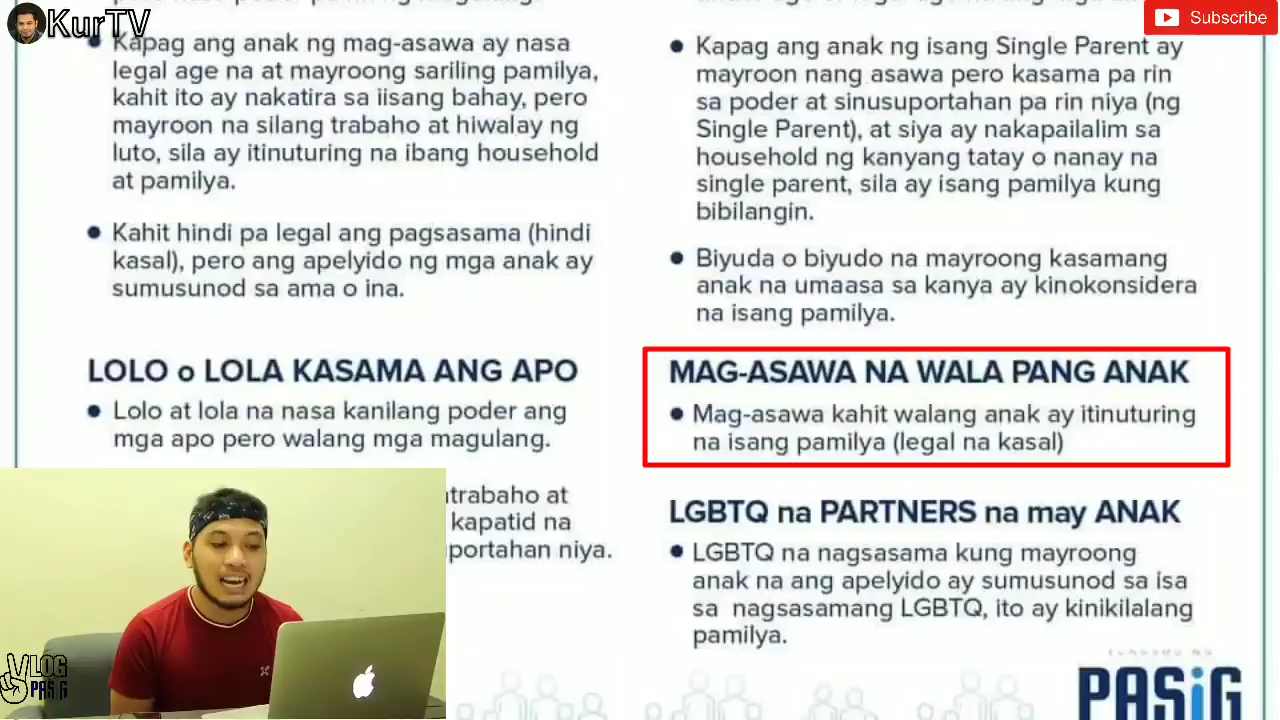 KurTV
Subscribe
Kapag ang anak ng mag-asawa ay nasa
legal age na at mayroong sariling pamilya,
kahit ito ay nakatira sa iisang bahay, pero
mayroon na silang trabaho at hiwalay ng
luto, sila ay itinuturing na ibang household
at pamilya.
Kahit hindi pa legal ang pagsasama (hindi
kasal), pero ang apelyido ng mga anak ay
sumusunod sa ama o ina.
LOLO o LOLA KASAMA ANG APO
Lolo at lola na nasa kanilang poder ang
mga apo pero walang mga magulang.
trabaho at
kapatid na
portahan niya.
Kapag ang anak ng isang Single Parent ay
mayroon nang asawa pero kasama pa rin
sa poder at sinusuportahan pa rin niya (ng
Single Parent), at siya ay nakapailalim sa
household ng kanyang tatay o nanay na
single parent, sila ay isang pamilya kung
bibilangin.
Biyuda o biyudo na mayroong kasamang
anak na umaasa sa kanya ay kinokonsidera
na isang pamilya.
MAG-ASAWA NA WALA PANG ANAK
Mag-asawa kahit walang anak ay itinuturing
na isang pamilya (legal na kasal)
LGBTQ na PARTNERS na may ANAK
LGBTQ na nagsasama kung mayroong
anak na ang apelyido ay sumusunod sa isa
sa nagsasamang LGBTQ, ito ay kinikilalang
pamilya.
PASiG
VLOG
PASIG